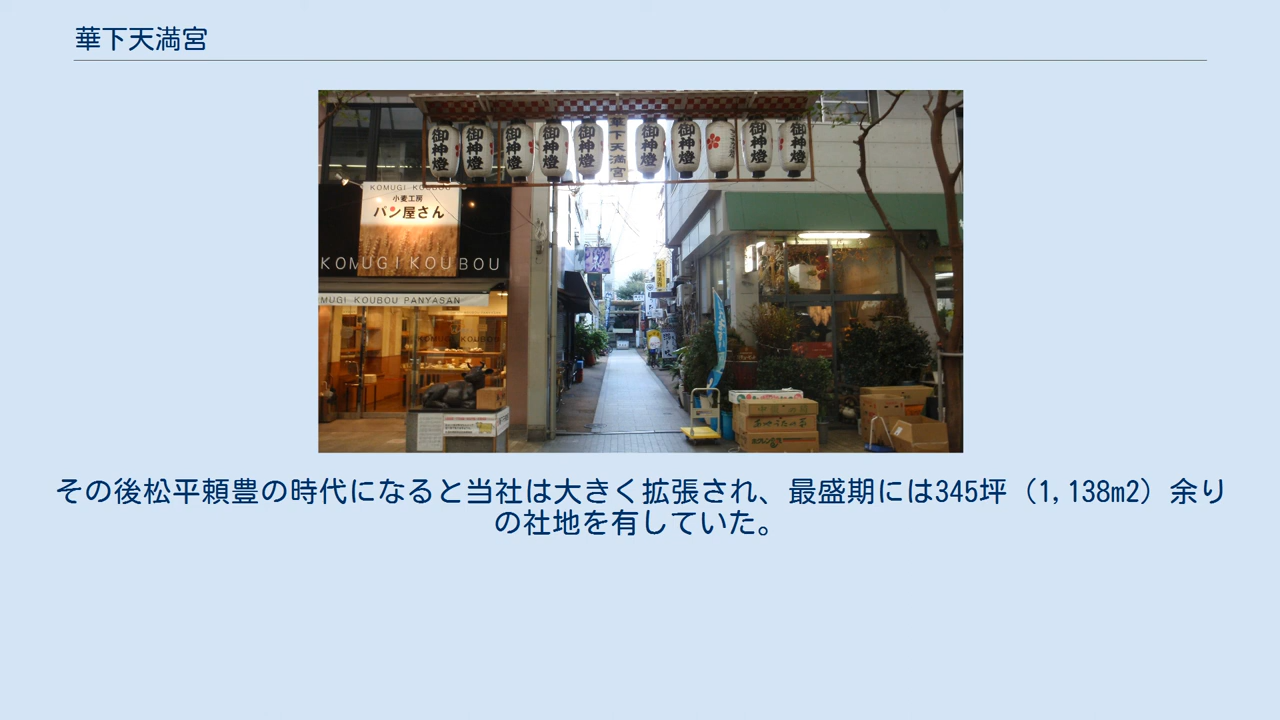 華下天満宮
御神燈
御神燈
御神燈
御神燈
御神燈
華下天満宮
御神燈
御神燈
御神燈
御神燈
KOMUGI KOUBOU
小麦工房
パン屋さん
KOMUGI KOUBOU
MUGI KOUBOU PANYASAN
KOMUGI KOUBOU
その後松平頼豊の時代になると当社は大きく拡張され、最盛期には345坪（1,138m2）余り
の社地を有していた。